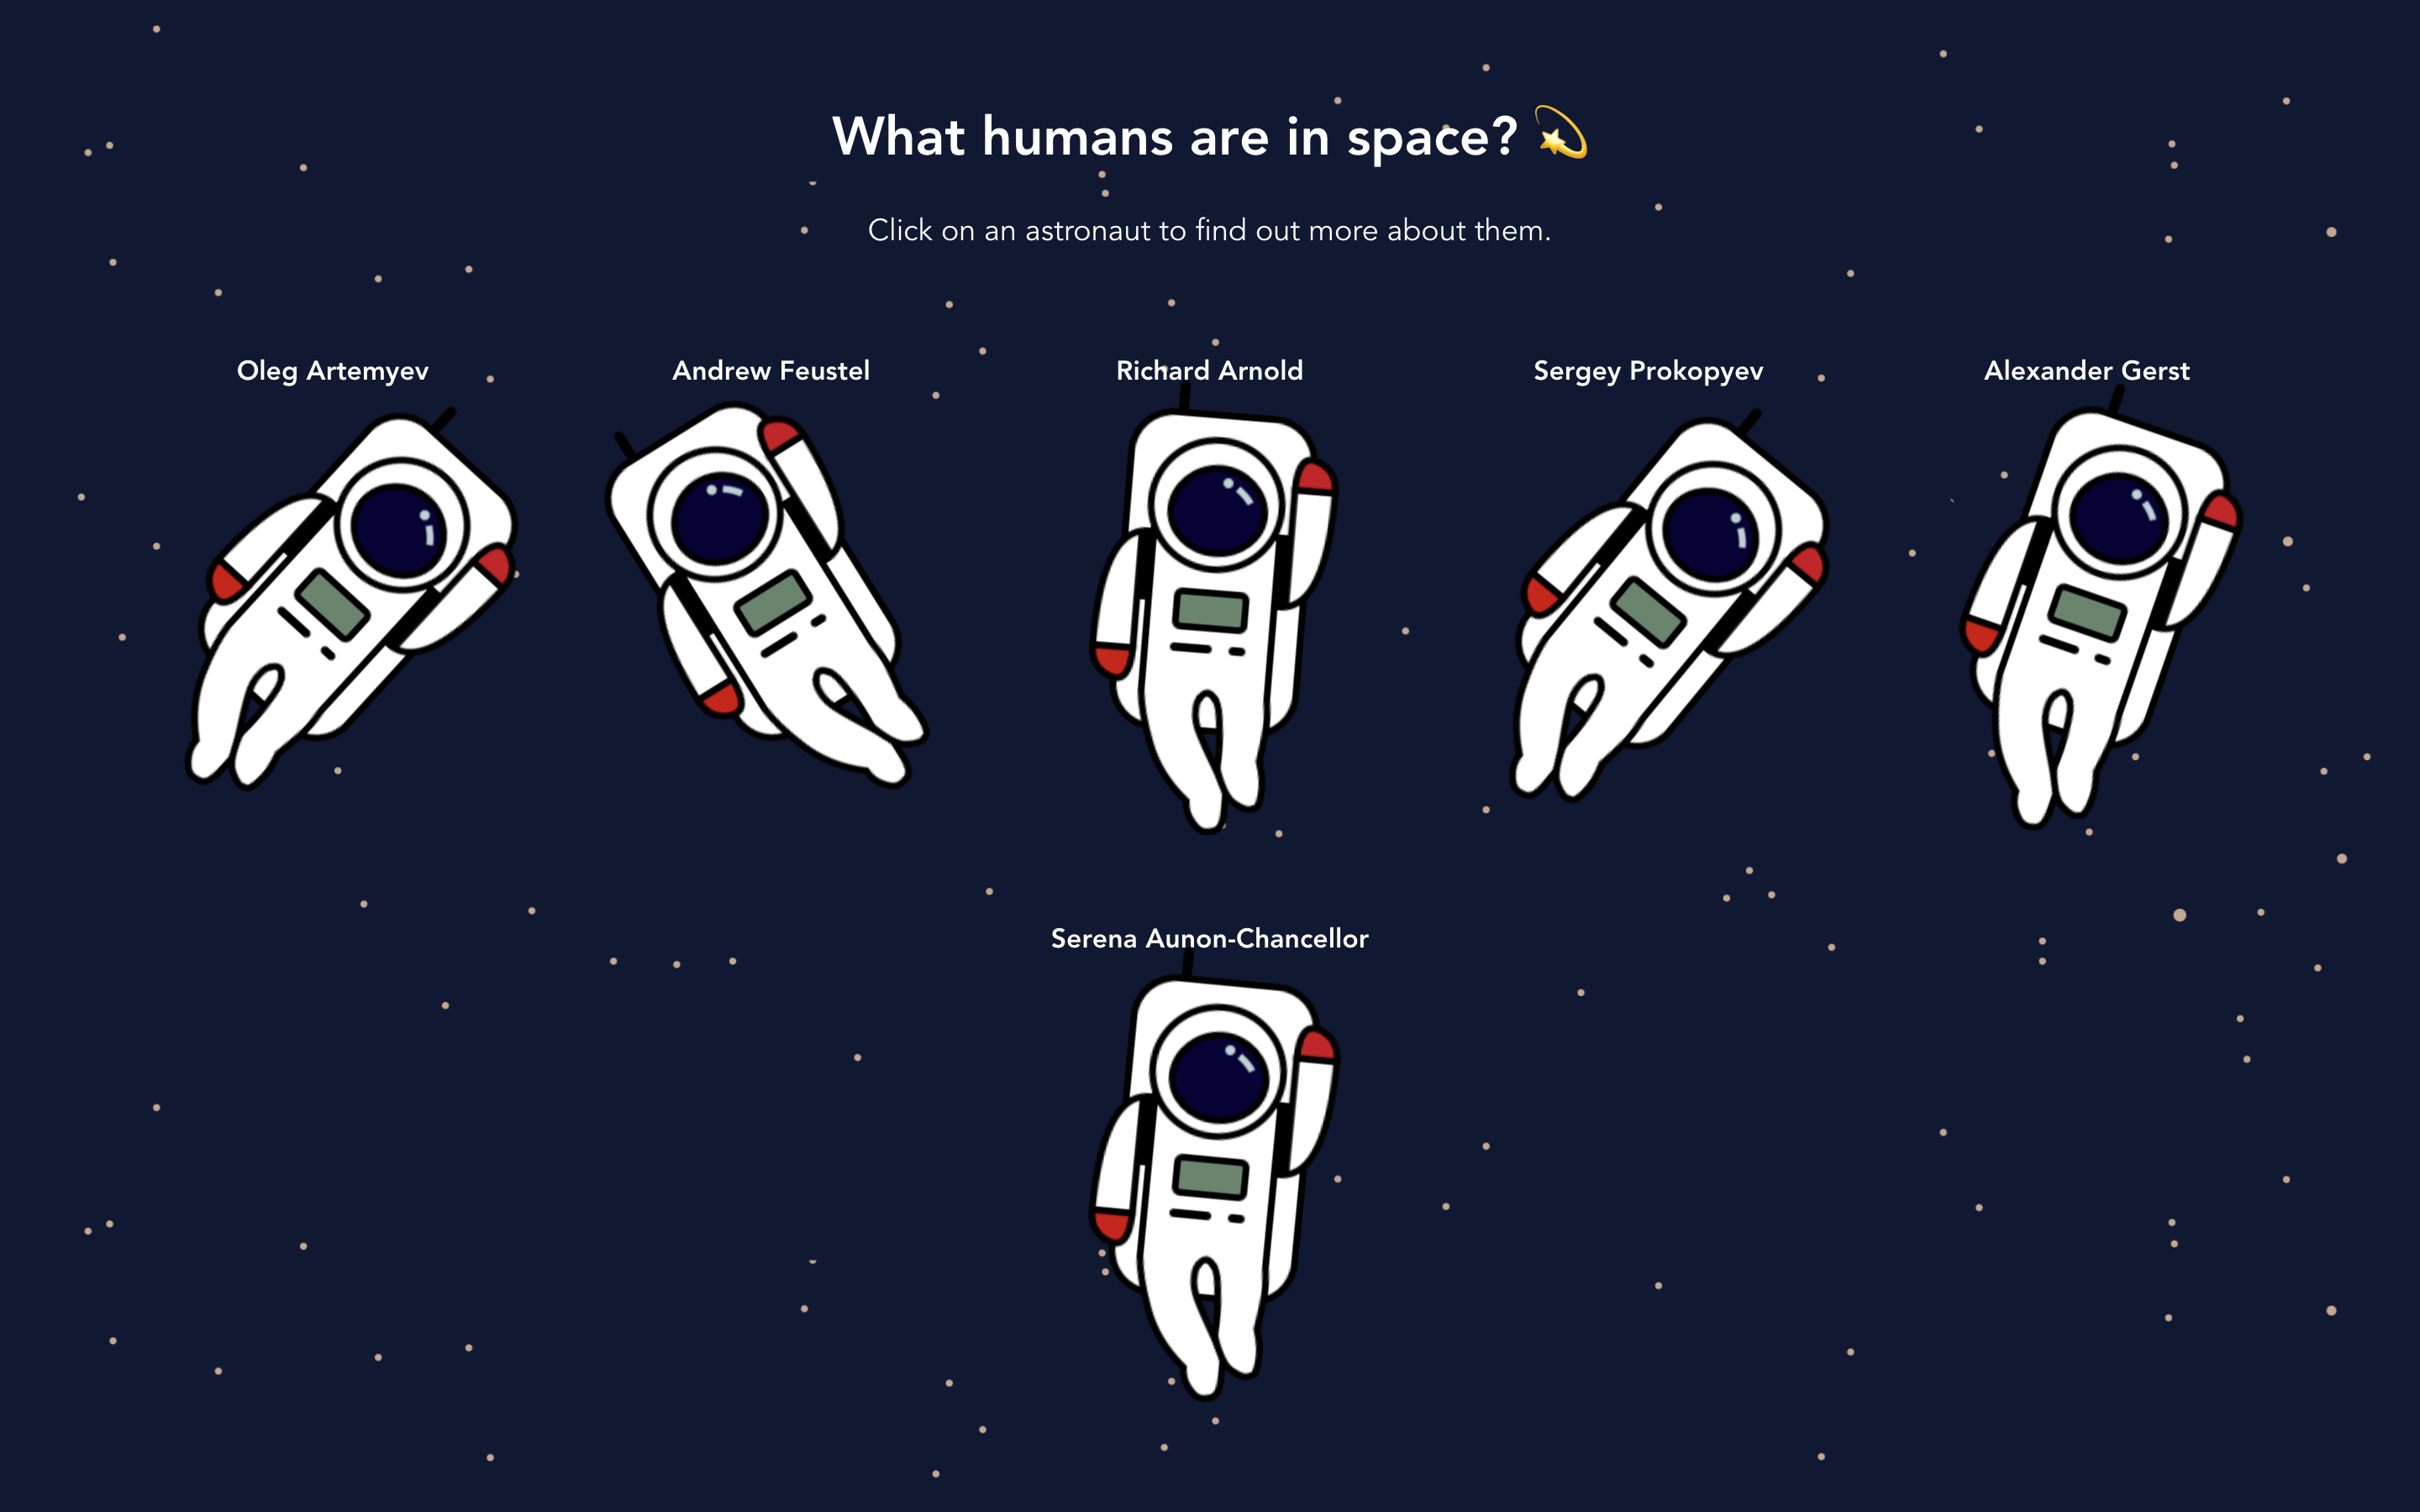 What humans are in space? 💫
Click on an astronaut to find out more about them.
Oleg Artemyev
Andrew Feustel
Richard Arnold
Sergey Prokopyev
Alexander Gerst
Serena Aunon-Chancellor